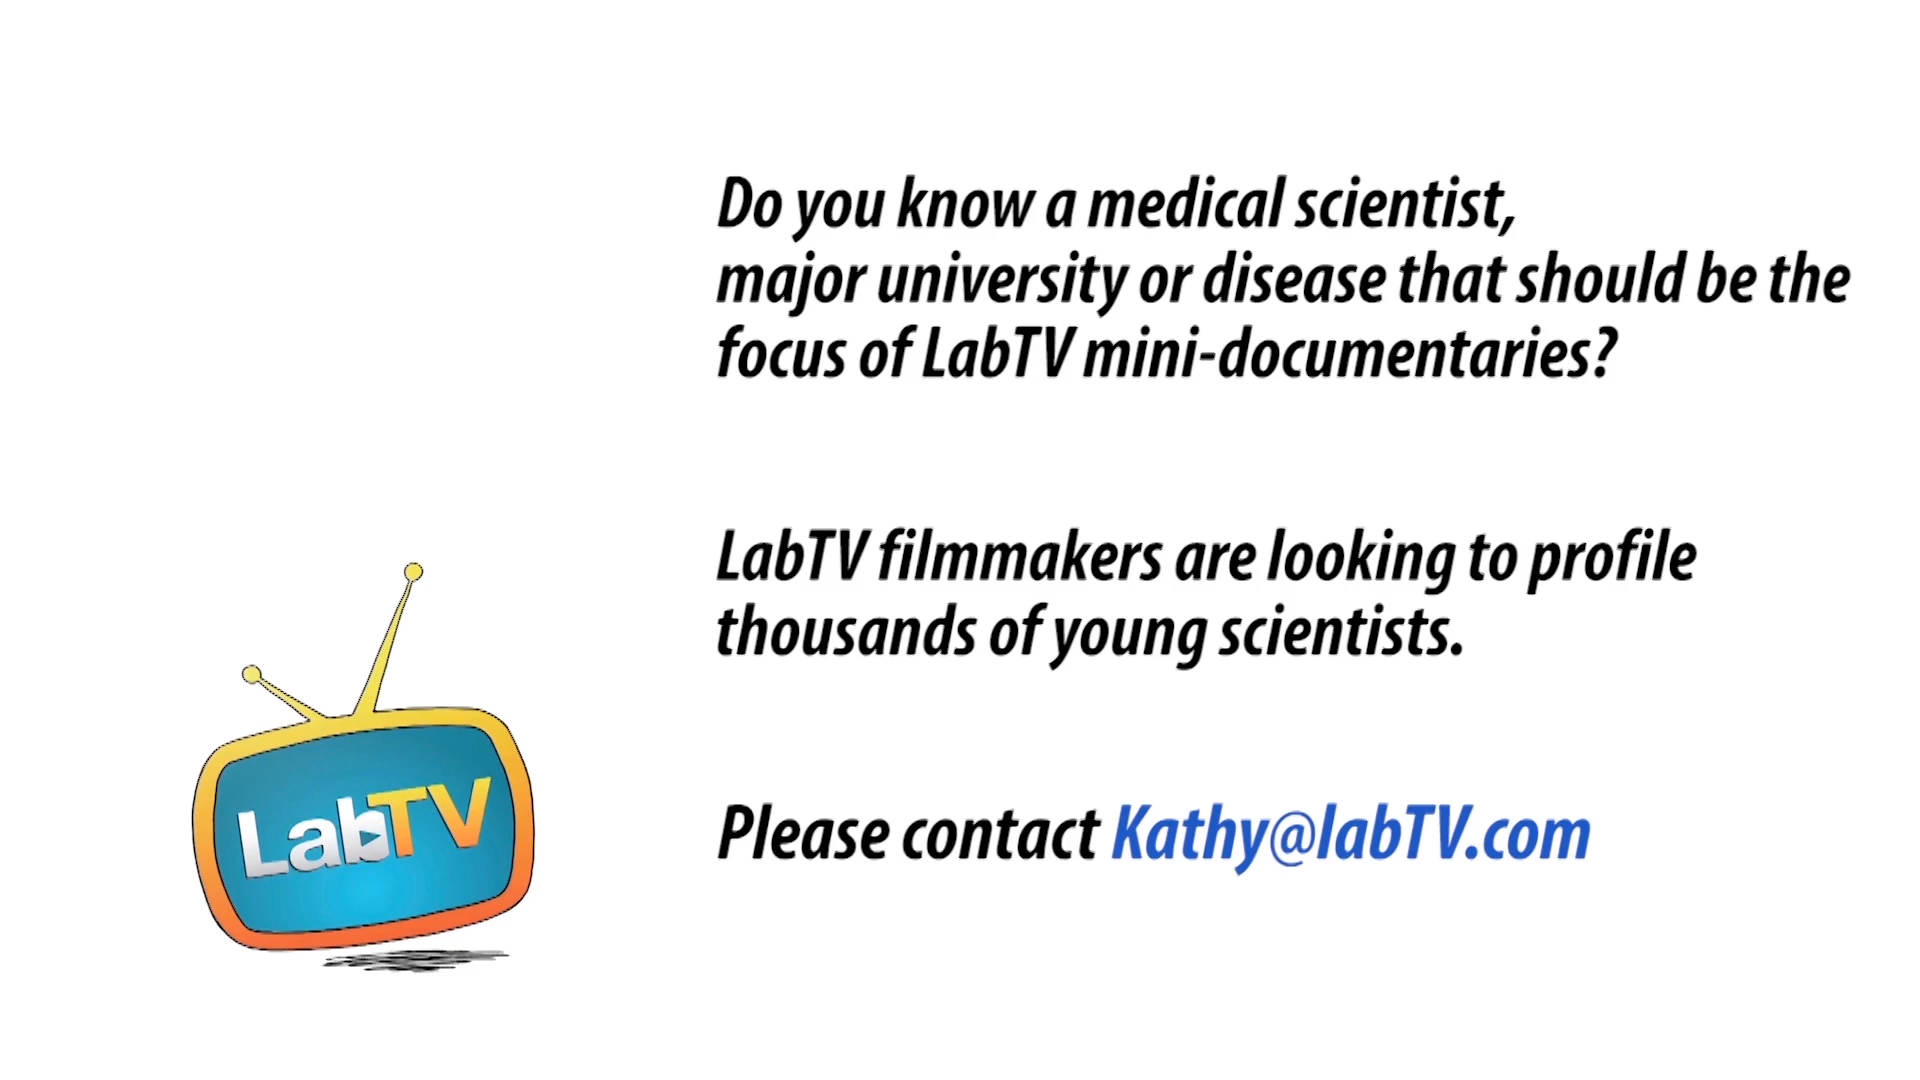 Do you know a medical scientist,
major university or disease that should be the
focus of LabTV mini-documentaries?
LabTV filmmakers are looking to profile
thousands of young scientists.
LabTV
Please contact Kathy@labTV.com